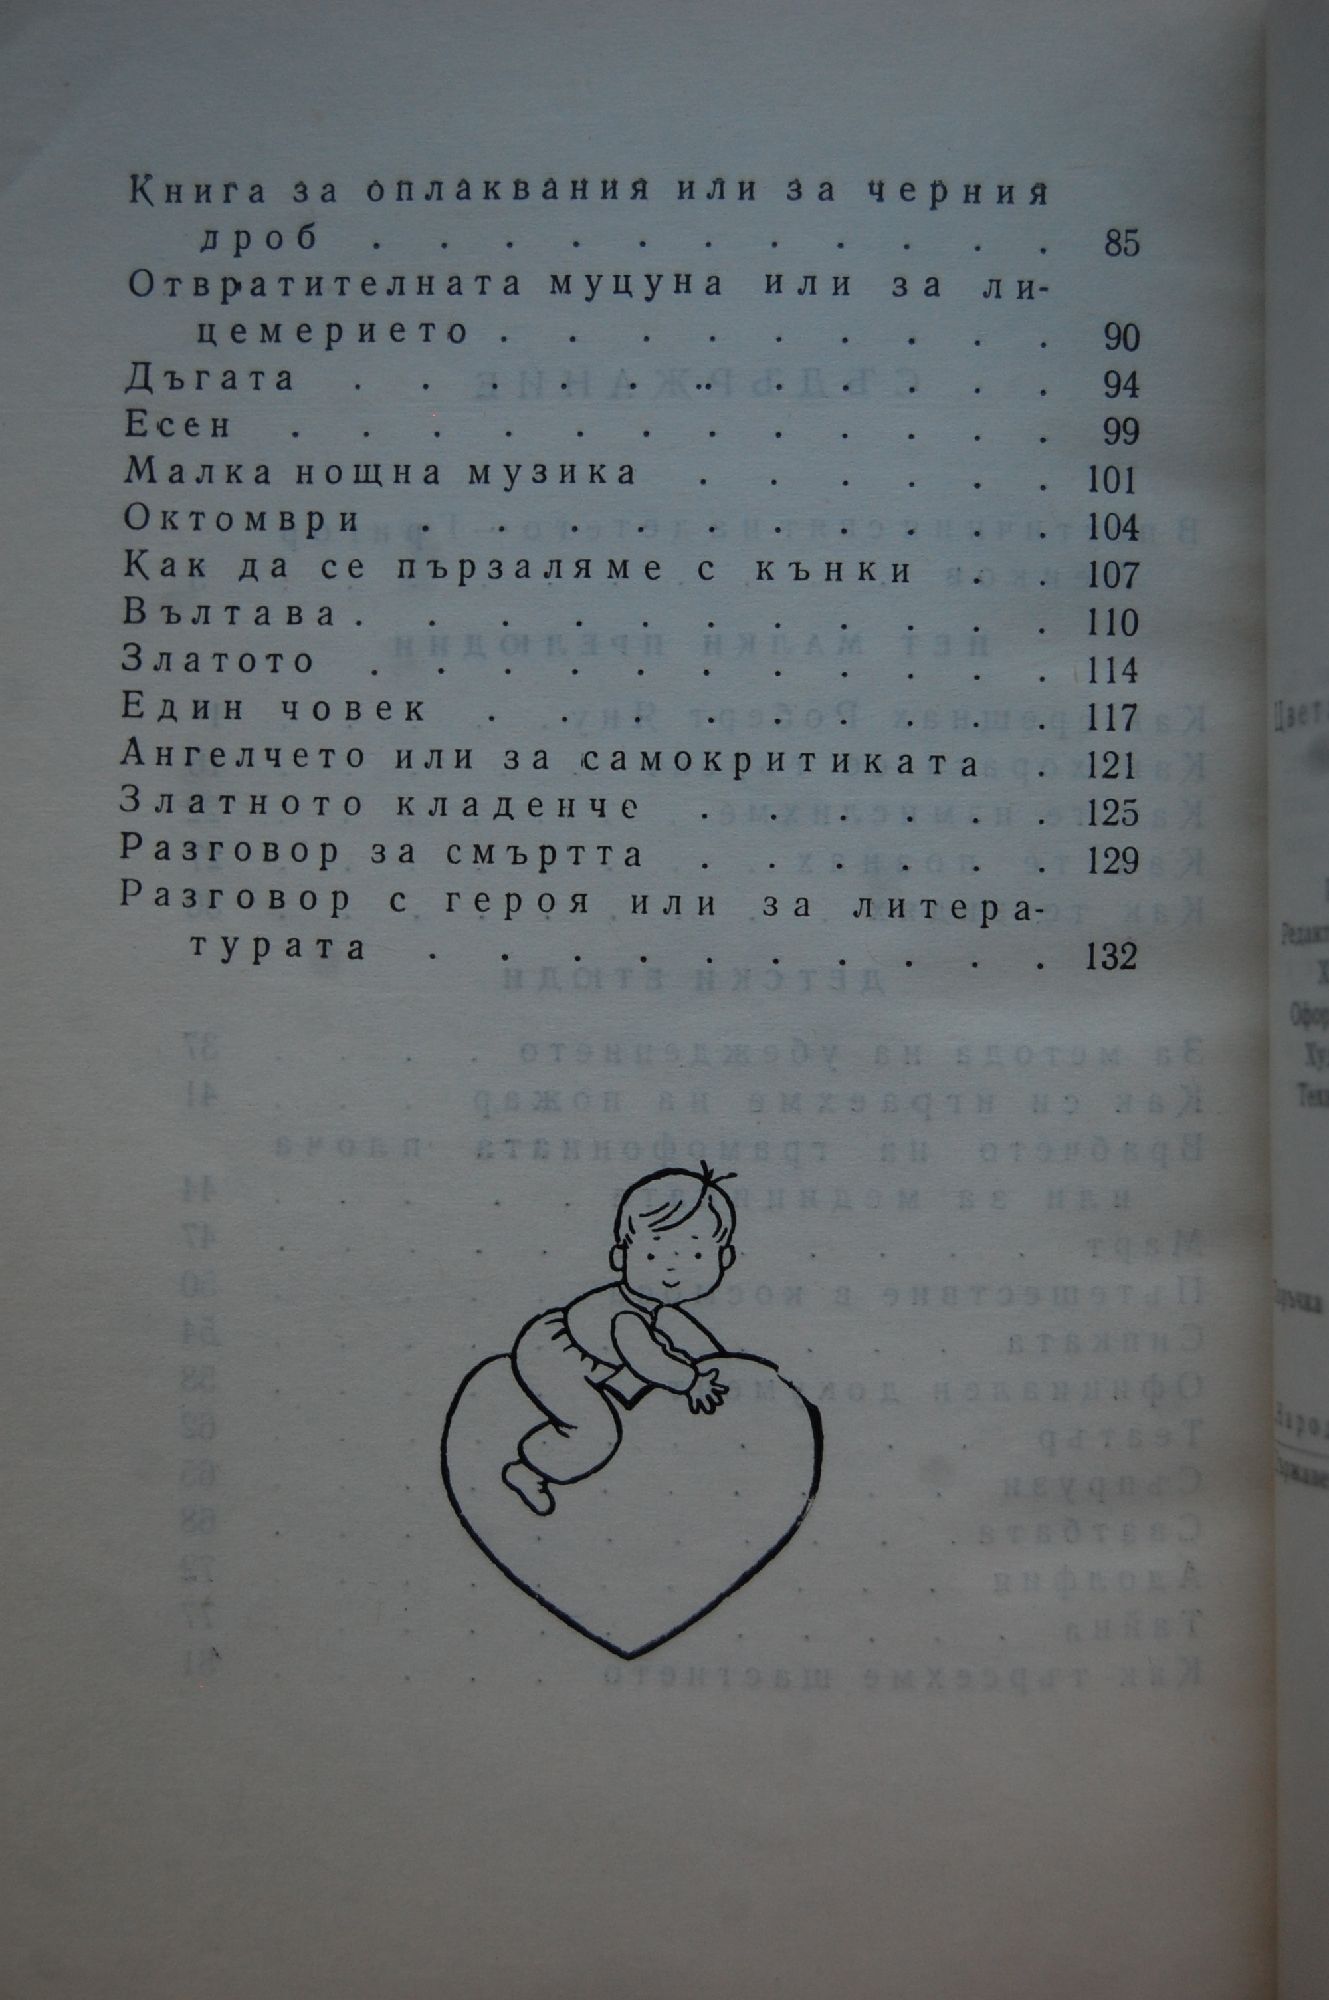 Книга за оплаквания или за черния
дроб . . . . . . . . . . . 85
Отвратителната муцуна или за ли-
цемерието . . . . . . . . . 90
Дъгата . . . . . . . . . . . 94
Есен . . . . . . . . . . . . 99
Малка нощна музика . . . . . . 101
Октомври . . . . . . . . . . 104
Как да се пързаляме с кънки . . 107
Вълтава . . . . . . . . . . . 110
Златото . . . . . . . . . . . 114
Един човек . . . . . . . . . 117
Ангелчето или за самокритиката . 121
Златното кладенче . . . . . . 125
Разговор за смъртта . . . . . . 129
Разговор с героя или за литера-
турата . . . . . . . . . . 132